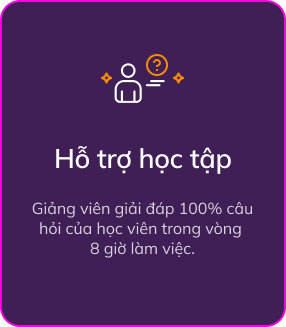 Hỗ trợ học tập
Giảng viên giải đáp 100% câu
hỏi của học viên trong vòng
8 giờ làm việc.